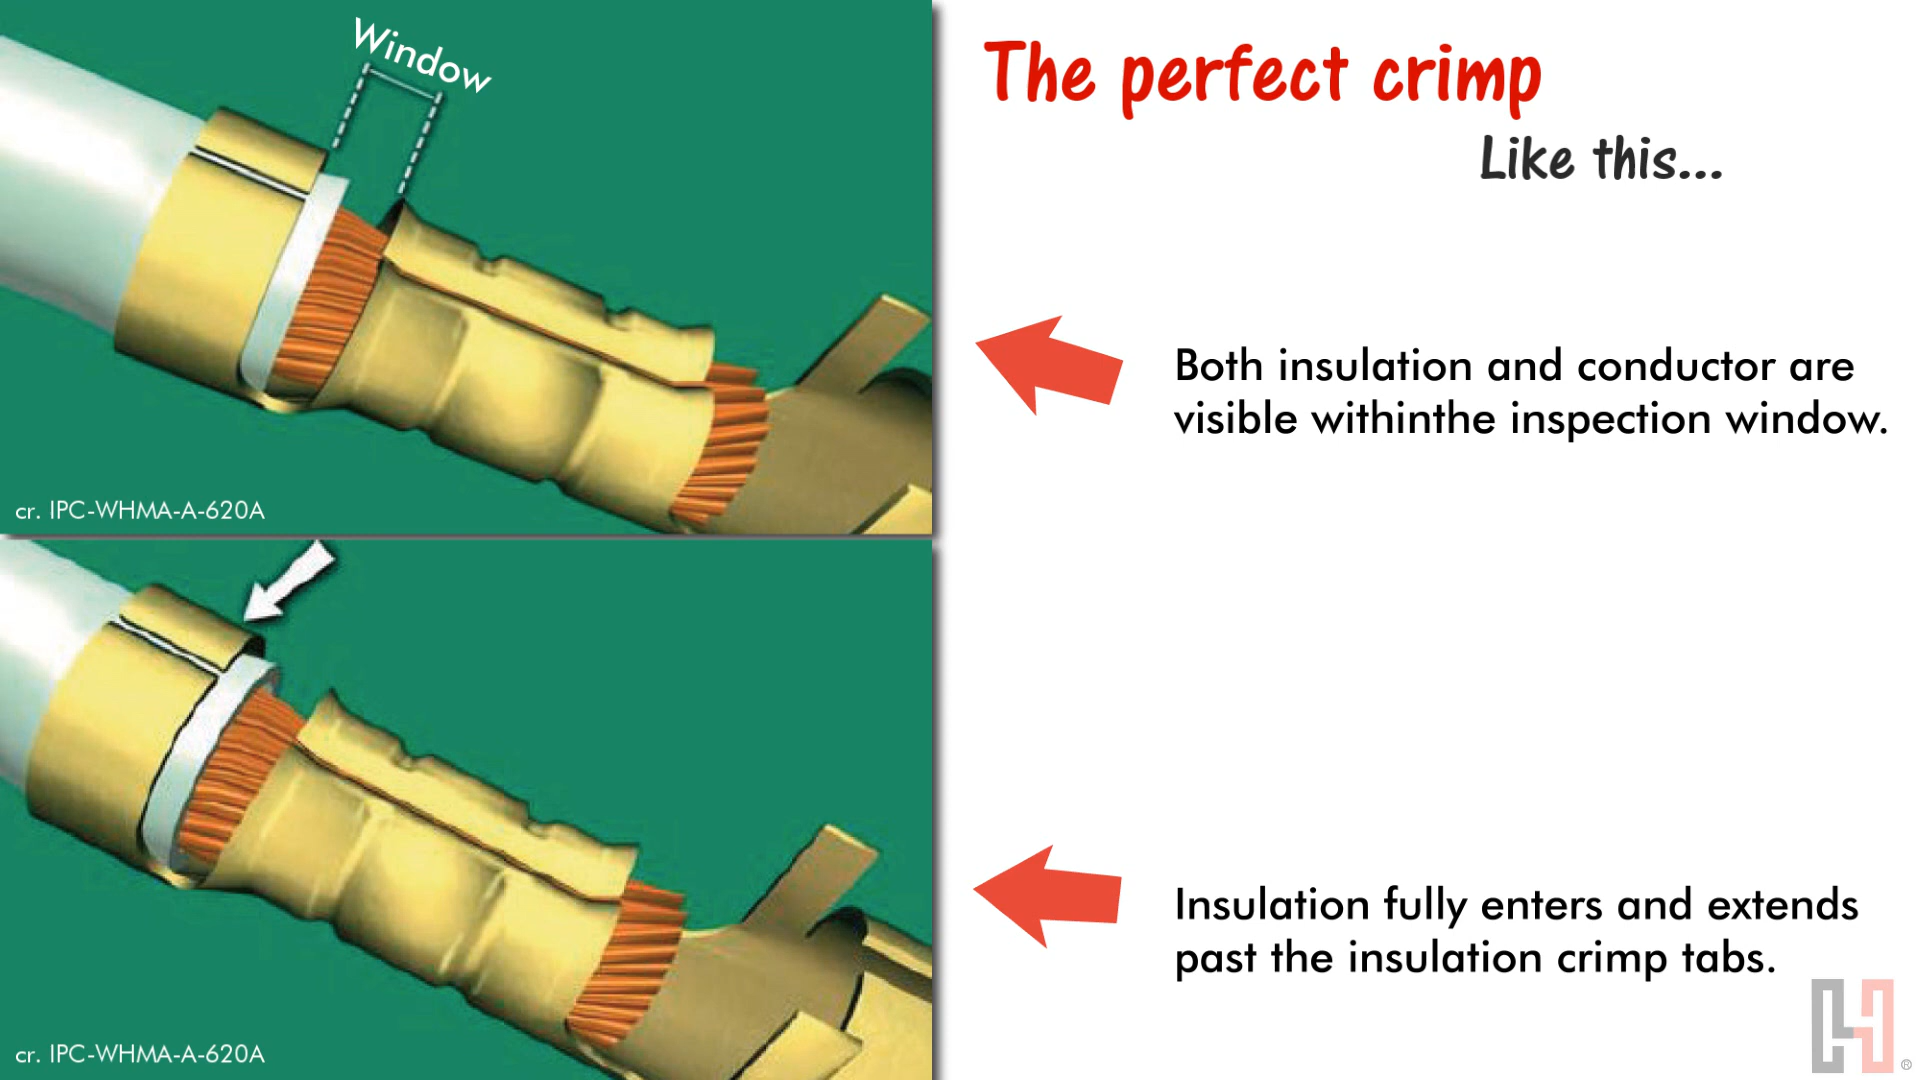 Window
The perfect crimp
Like this...
Both insulation and conductor are
visible withinthe inspection window.
cr. IPC-WHMA-A-620A
Insulation fully enters and extends
past the insulation crimp tabs.
cr. IPC-WHMA-A-620A
®